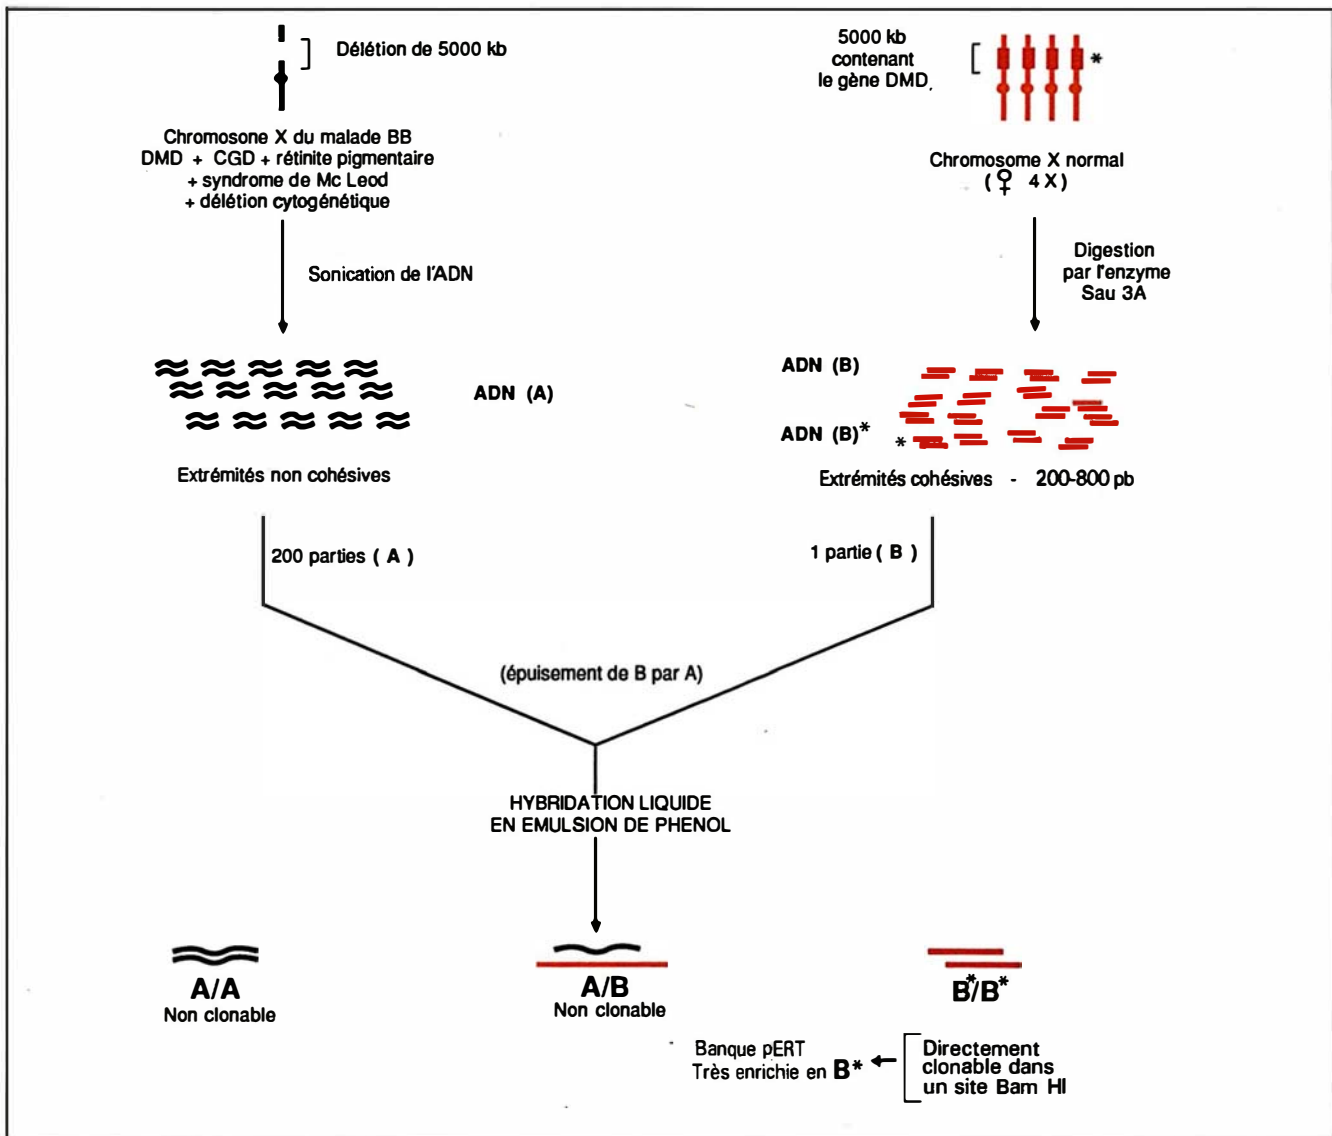 Délétion de 5000 kb
Chromosone X du malade BB
DMD + CGD + rétinite pigmentaire
+ syndrome de Mc Leod
+ délétion cytogénétique
Sonication de l'ADN
ADN (A)
Extrémités non cohésives
200 parties ( A )
5000 kb
contenant
le gène DMD.
*
Chromosome X normal
( ♀ 4 X )
Digestion
par l'enzyme
Sau 3A
ADN (B)
ADN (B)*
*
Extrémités cohésives - 200-800 pb
1 partie ( B )
(épuisement de B par A)
HYBRIDATION LIQUIDE
EN EMULSION DE PHENOL
A/A
Non clonable
A/B
Non clonable
B*/B*
Banque pERT
Très enrichie en B*
Directement
clonable dans
un site Bam HI